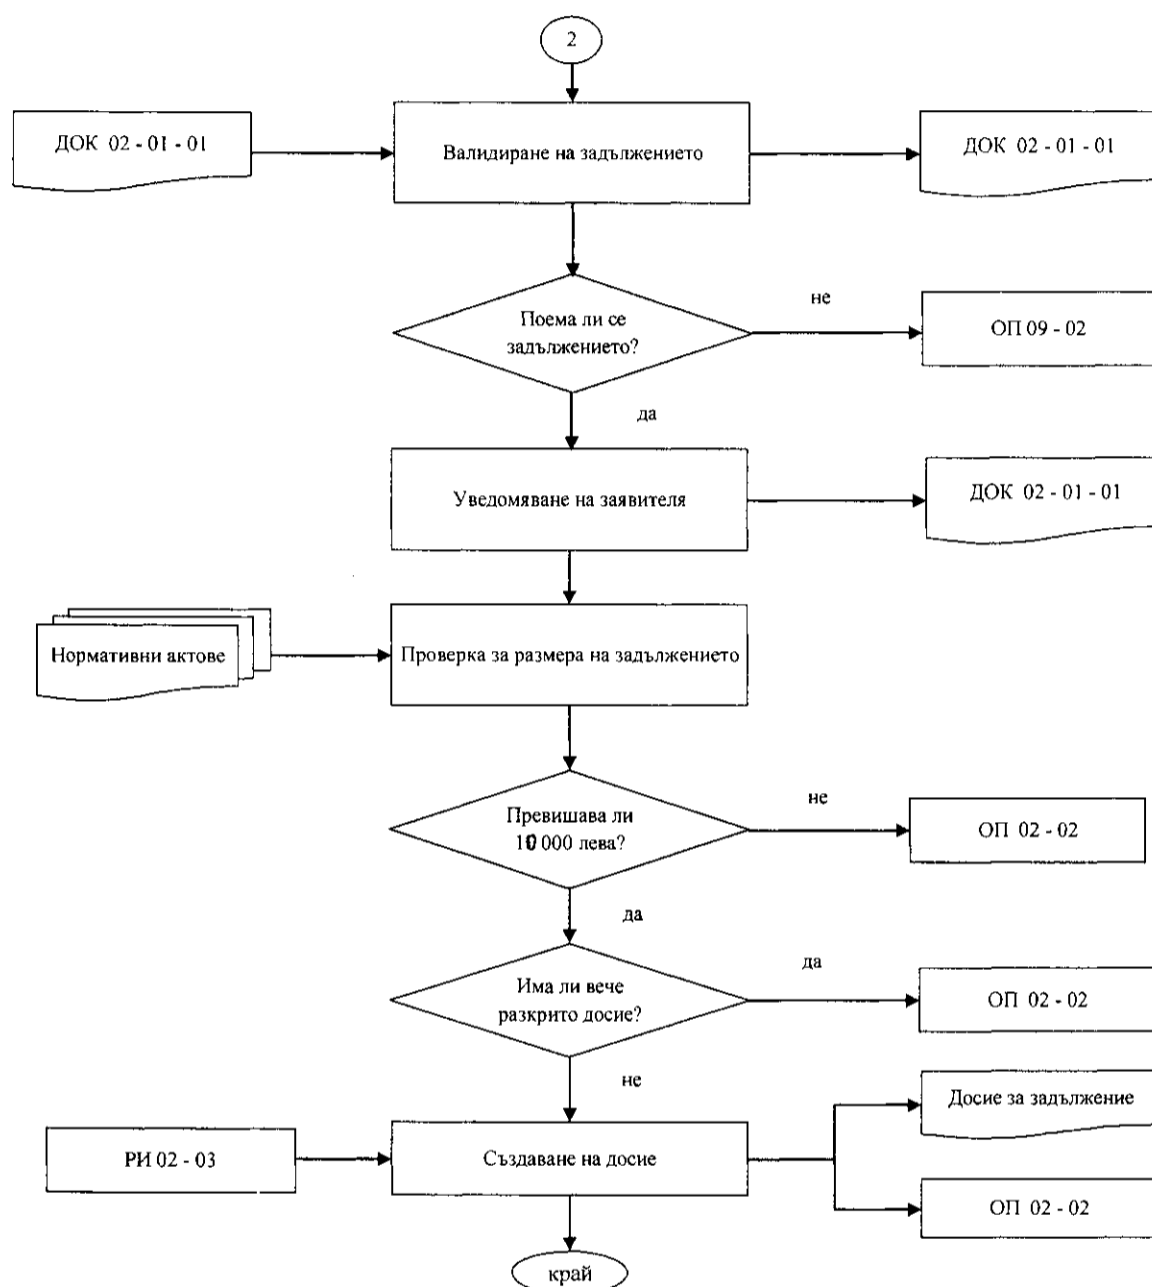 2
ДОК 02 - 01 - 01
Валидиране на задължението
ДОК 02 - 01 - 01
Поема ли се
задължението?
не
ОП 09 - 02
да
Уведомяване на заявителя
ДОК 02 - 01 - 01
Нормативни актове
Проверка за размера на задължението
Превишава ли
10 000 лева?
не
ОП 02 - 02
да
Има ли вече
разкрито досие?
да
ОП 02 - 02
не
Досие за задължение
РИ 02 - 03
Създаване на досие
ОП 02 - 02
край